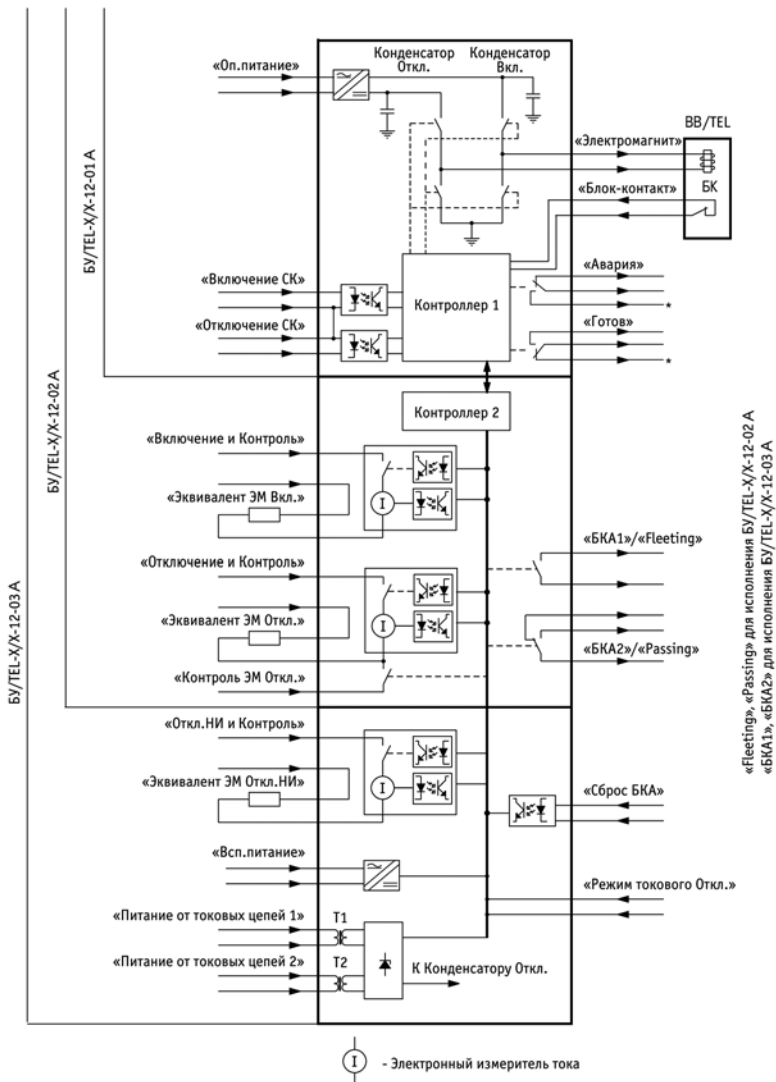 «Оп.питание»
Конденсатор
Откл.
Конденсатор
Вкл.
ВВ/TEL
«Электромагнит»
«Блок-контакт»
БК
БУ/TEL-X/X-12-01 А
«Включение СК»
«Отключение СК»
Контроллер 1
«Авария»
*
«Готов»
*
БУ/TEL-X/X-12-02 А
Контроллер 2
«Включение и Контроль»
«Эквивалент ЭМ Вкл.»
I
«БКА1»/«Fleeting»
«Отключение и Контроль»
«Эквивалент ЭМ Откл.»
I
«БКА2»/«Passing»
«Контроль ЭМ Откл.»
БУ/TEL-X/X-12-03 А
«Откл.НИ и Контроль»
«Эквивалент ЭМ Откл.НИ»
I
«Сброс БКА»
«Всп.питание»
«Режим токового Откл.»
«Питание от токовых цепей 1»
T1
«Питание от токовых цепей 2»
T2
К Конденсатору Откл.
«Fleeting», «Passing» для исполнения БУ/TEL-X/X-12-02 А
«БКА1», «БКА2» для исполнения БУ/TEL-X/X-12-03 А
I - Электронный измеритель тока